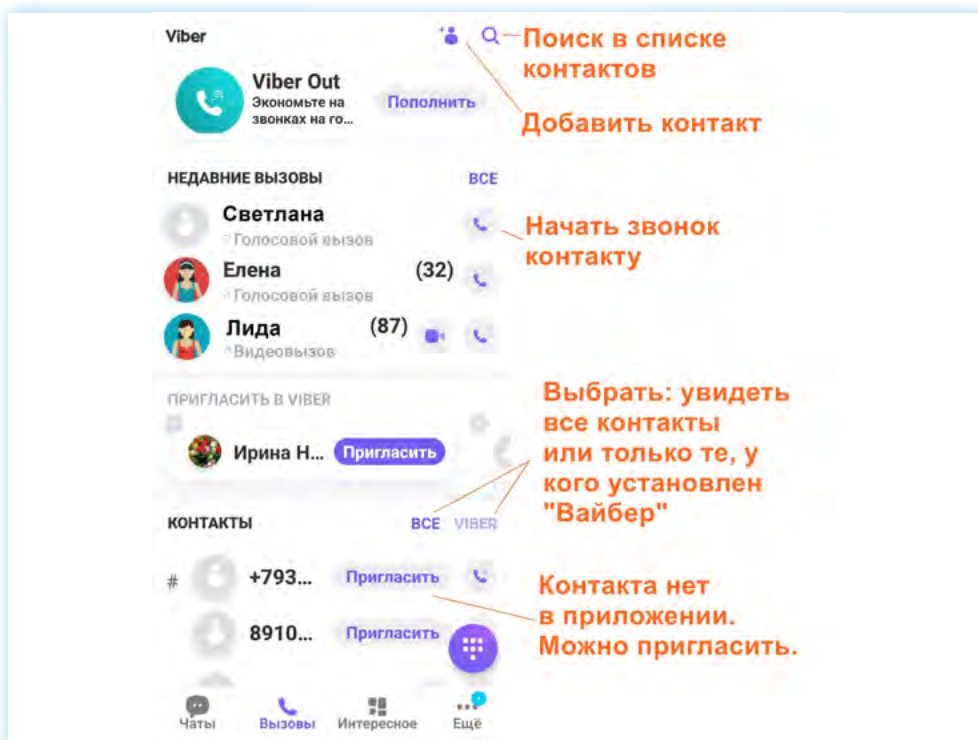 Viber
Поиск в списке
контактов
Viber Out
Экономьте на
звонках на го...
Пополнить
Добавить контакт
НЕДАВНИЕ ВЫЗОВЫ
ВСЕ
Светлана
Голосовой вызов
Начать звонок
контакту
Елена
(32)
Голосовой вызов
Лида
(87)
Видеовызов
ПРИГЛАСИТЬ В VIBER
Ирина Н...
Пригласить
Выбрать: увидеть
все контакты
или только те, у
кого установлен
"Вайбер"
КОНТАКТЫ
ВСЕ
VIBER
#
+793...
Пригласить
Контакта нет
в приложении.
Можно пригласить.
8910...
Пригласить
Чаты
Вызовы
Интересное
Ещё